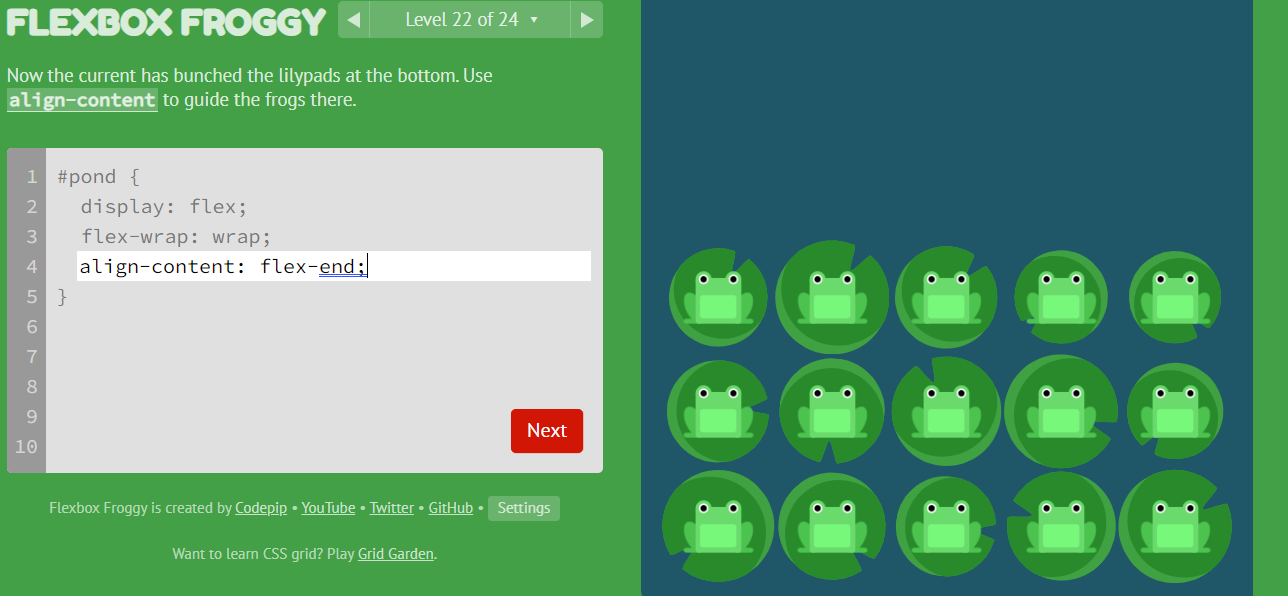 FLEXBOX FROGGY
Level 22 of 24
Now the current has bunched the lilypads at the bottom. Use
align-content to guide the frogs there.
1 #pond {
2 display: flex;
3 flex-wrap: wrap;
4 align-content: flex-end;
5 }
6
7
8
9
10
Next
Flexbox Froggy is created by Codepip • YouTube • Twitter • GitHub • Settings
Want to learn CSS grid? Play Grid Garden.